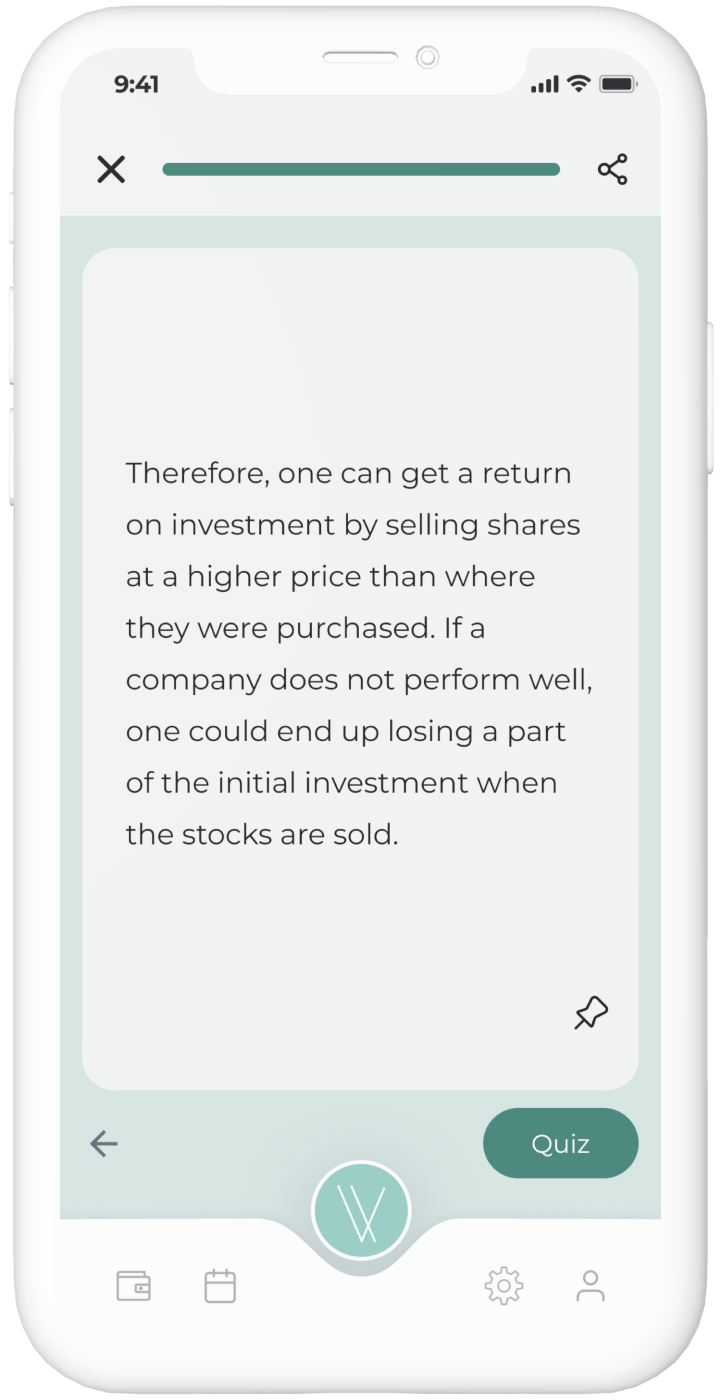 9:41
Therefore, one can get a return
on investment by selling shares
at a higher price than where
they were purchased. If a
company does not perform well,
one could end up losing a part
of the initial investment when
the stocks are sold.
Quiz